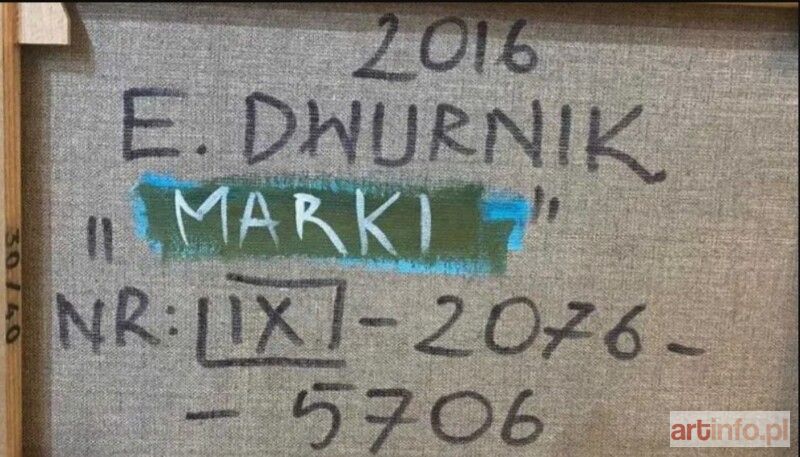 2016
E. DWURNIK
„MARKI"
NR: IX - 2076 -
- 5706
30/40
artinfo.pl